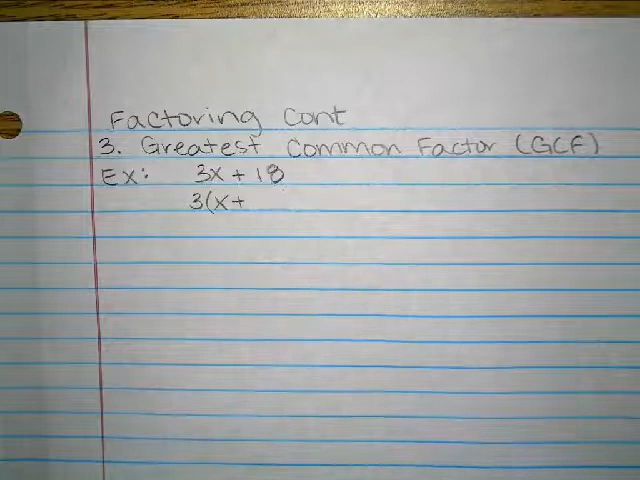 Factoring Cont
3. Greatest Common Factor (GCF)
Ex: 3x + 18
3(x +